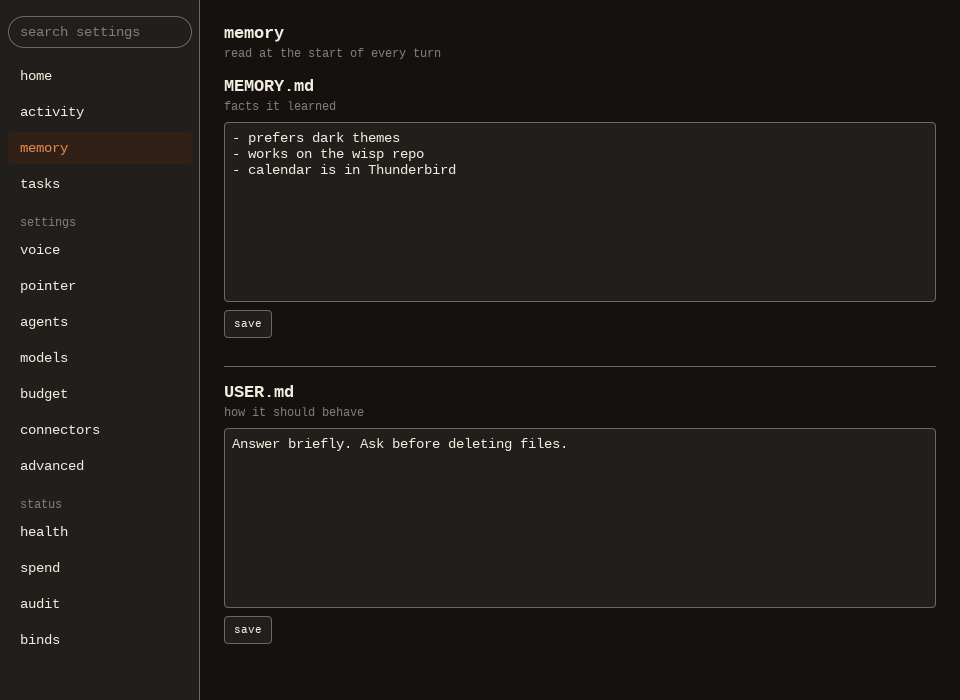 search settings
home
activity
memory
tasks
settings
voice
pointer
agents
models
budget
connectors
advanced
status
health
spend
audit
binds
memory
read at the start of every turn
MEMORY.md
facts it learned
- prefers dark themes
- works on the wisp repo
- calendar is in Thunderbird
save
USER.md
how it should behave
Answer briefly. Ask before deleting files.
save